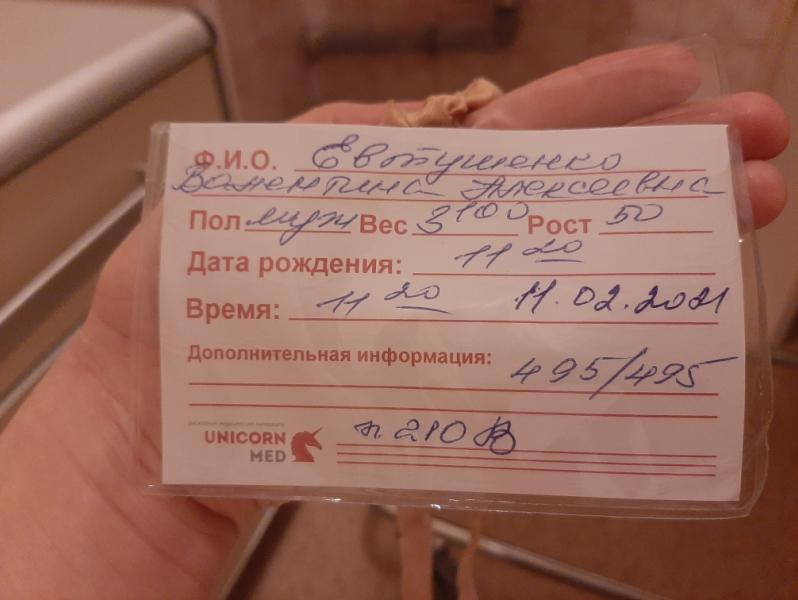 Ф.И.О. Евтушенко
Валентина Алексеевна
Пол муж Вес 3100 Рост 50
Дата рождения: 11 20
Время: 11 20 11.02.2021
Дополнительная информация:
495/495
UNICORN
MED
п. 210